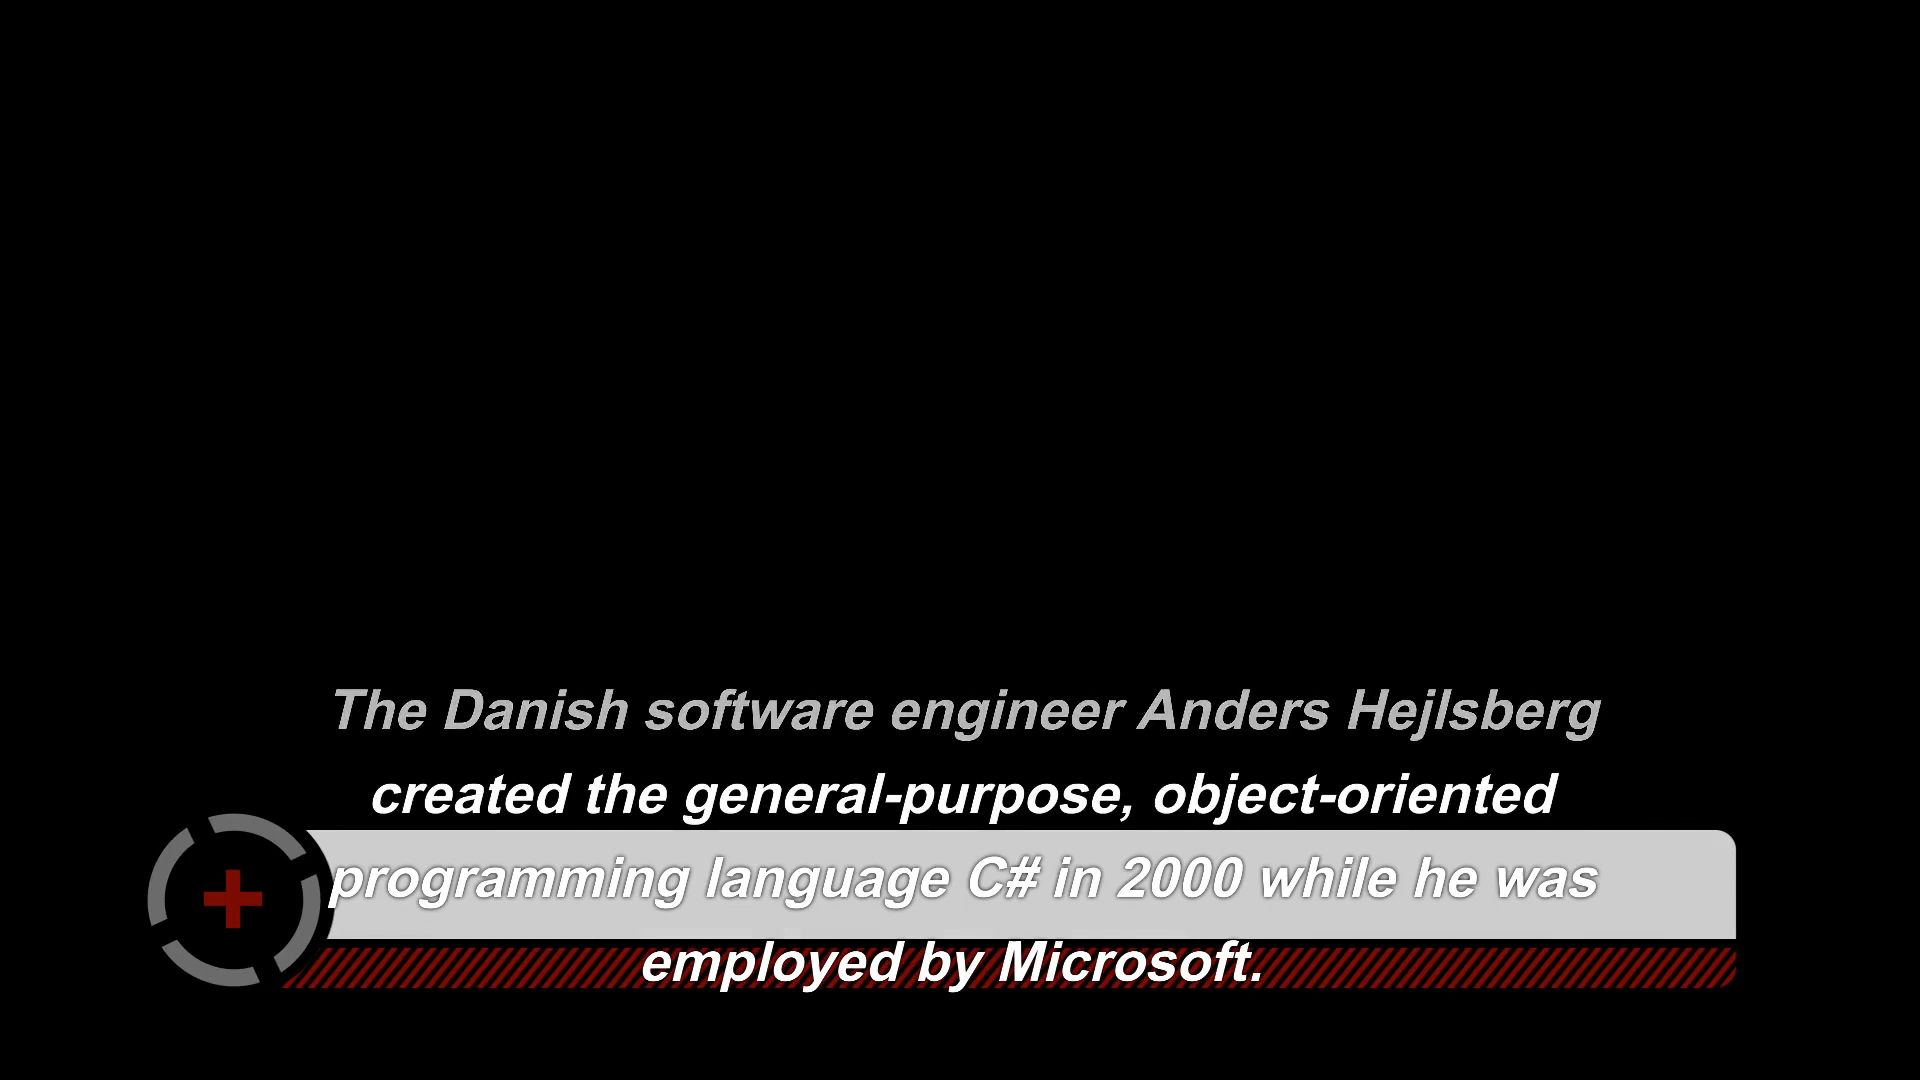 The Danish software engineer Anders Hejlsberg
created the general-purpose, object-oriented
programming language C# in 2000 while he was
employed by Microsoft.